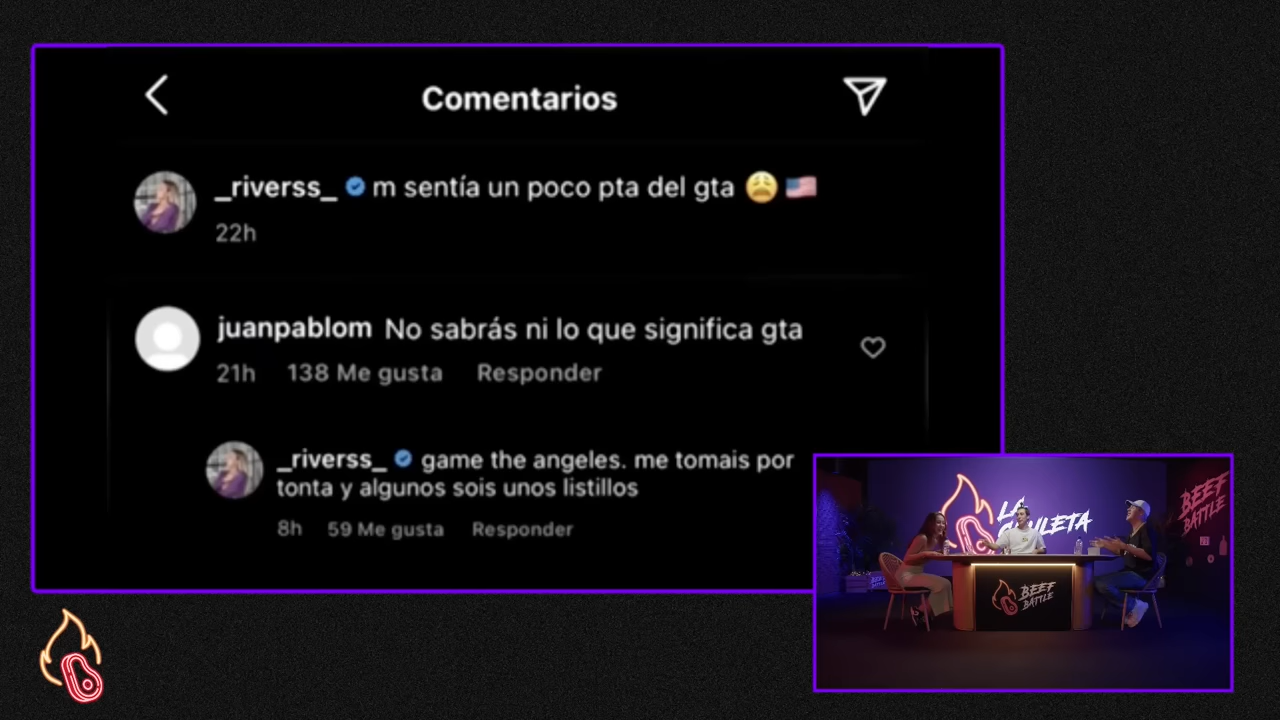 Comentarios
_riverss_ m sentía un poco pta del gta 😩 🇺🇸
22h
juanpablom No sabrás ni lo que significa gta
21h 138 Me gusta Responder
_riverss_ game the angeles. me tomais por
tonta y algunos sois unos listillos
8h 59 Me gusta Responder
LA
BEEF
BATTLE
BEEF
BATTLE